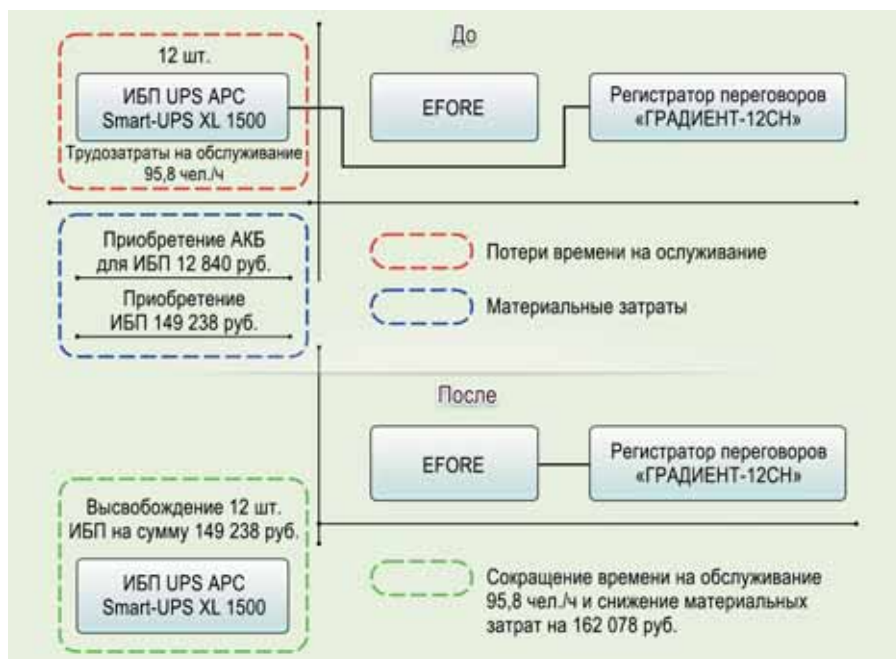 До
12 шт.
ИБП UPS APC
Smart-UPS XL 1500
Трудозатраты на обслуживание
95,8 чел./ч
EFORE
Регистратор переговоров
«ГРАДИЕНТ-12СН»
Приобретение АКБ
для ИБП 12 840 руб.
Приобретение
ИБП 149 238 руб.
Потери времени на ослуживание
Материальные затраты
После
EFORE
Регистратор переговоров
«ГРАДИЕНТ-12СН»
Высвобождение 12 шт.
ИБП на сумму 149 238 руб.
ИБП UPS APC
Smart-UPS XL 1500
Сокращение времени на обслуживание
95,8 чел./ч и снижение материальных
затрат на 162 078 руб.